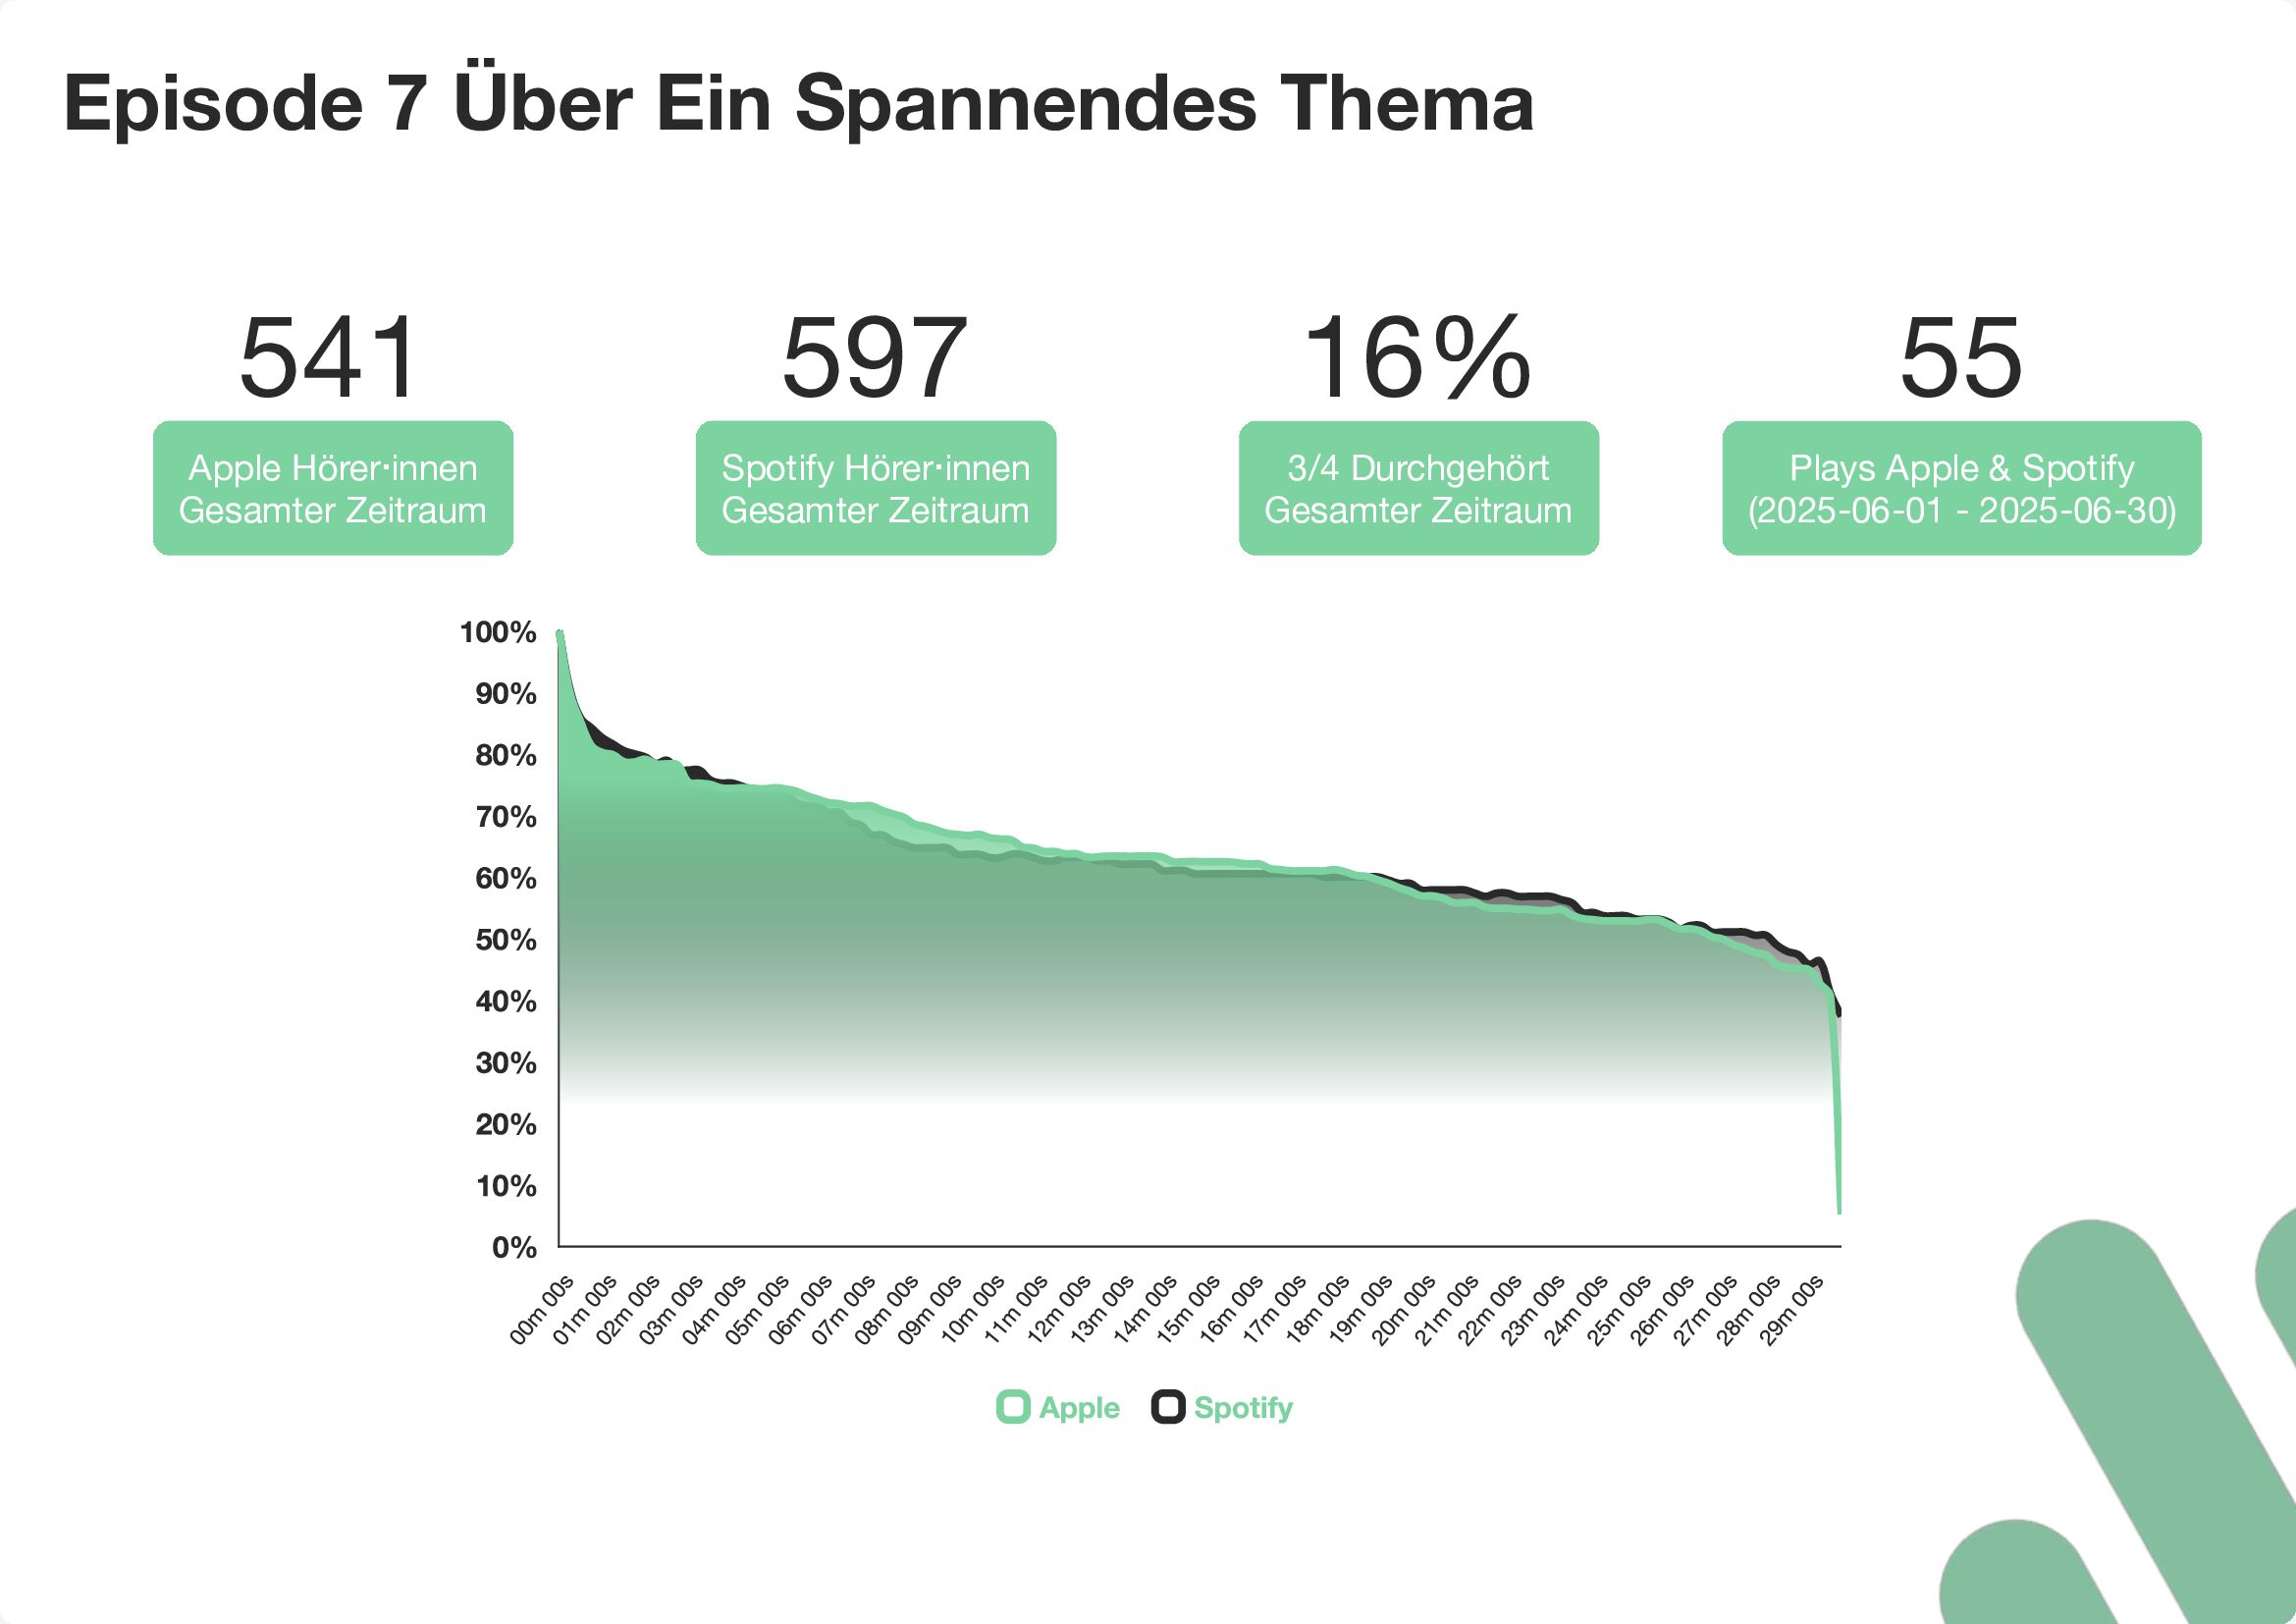 Episode 7 Über Ein Spannendes Thema
541
Apple Hörer·innen
Gesamter Zeitraum
597
Spotify Hörer·innen
Gesamter Zeitraum
16%
3/4 Durchgehört
Gesamter Zeitraum
55
Plays Apple & Spotify
(2025-06-01 - 2025-06-30)
100%
90%
80%
70%
60%
50%
40%
30%
20%
10%
0%
00m 00s
01m 00s
02m 00s
03m 00s
04m 00s
05m 00s
06m 00s
07m 00s
08m 00s
09m 00s
10m 00s
11m 00s
12m 00s
13m 00s
14m 00s
15m 00s
16m 00s
17m 00s
18m 00s
19m 00s
20m 00s
21m 00s
22m 00s
23m 00s
24m 00s
25m 00s
26m 00s
27m 00s
28m 00s
29m 00s
Apple
Spotify